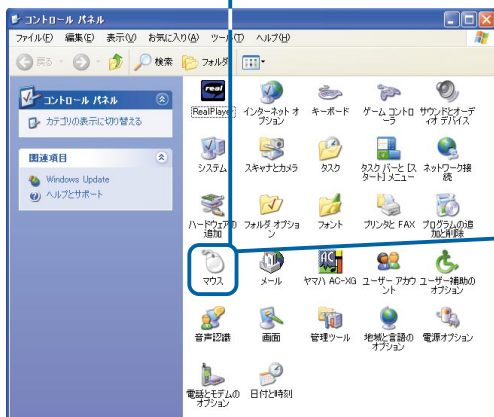 コントロール パネル
ファイル(F) 編集(E) 表示(V) お気に入り(A) ツール(T) ヘルプ(H)
戻る 検索 フォルダ
コントロール パネル
カテゴリの表示に切り替える
関連項目
Windows Update
ヘルプとサポート
real
RealPlayer
インターネット オプション
キーボード
ゲーム コントローラ
サウンドとオーディオ デバイス
システム
スキャナとカメラ
タスク
タスク バーと [スタート] メニュー
ネットワーク接続
ハードウェアの追加
フォルダ オプション
フォント
プリンタと FAX
プログラムの追加と削除
マウス
メール
AC
ヤマハ AC-XG
ユーザー アカウント
ユーザー補助のオプション
音声認識
画面
管理ツール
地域と言語のオプション
電源オプション
電話とモデムのオプション
日付と時刻